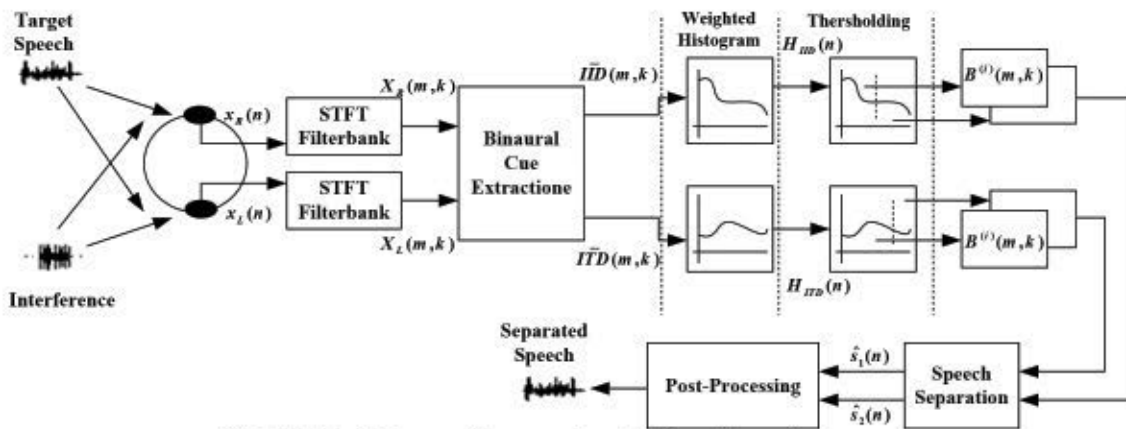 Target
Speech
x_R(n)
x_L(n)
Interference
STFT
Filterbank
STFT
Filterbank
X_R(m,k)
X_L(m,k)
Binaural
Cue
Extractione
IID(m,k)
ITD(m,k)
Weighted
Histogram
Thersholding
H_IID(n)
H_ITD(n)
B^(i)(m,k)
B^(i)(m,k)
Speech
Separation
ŝ_1(n)
ŝ_2(n)
Post-Processing
Separated
Speech